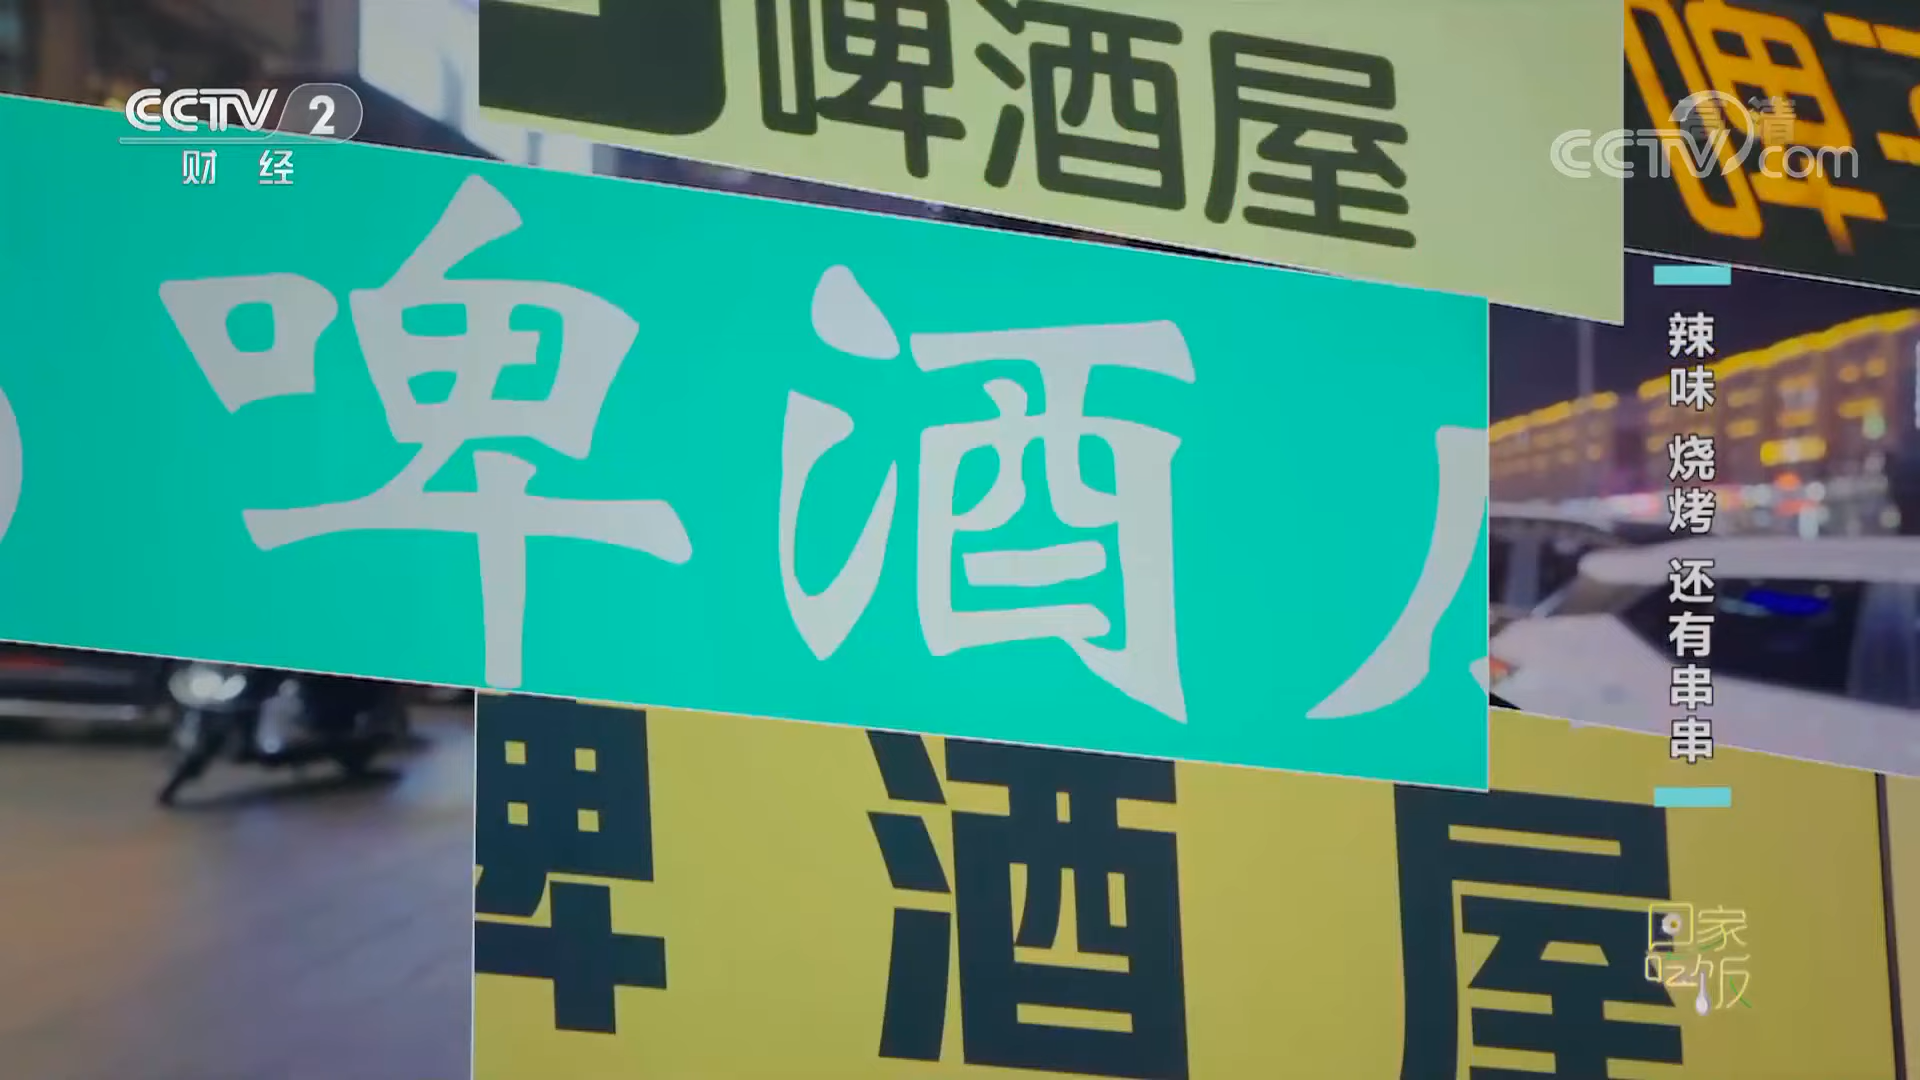 CCTV 2
财 经
啤酒屋
啤
高清
CCTV.com
啤酒
辣味 烧烤 还有串串
啤酒屋
回家
吃饭